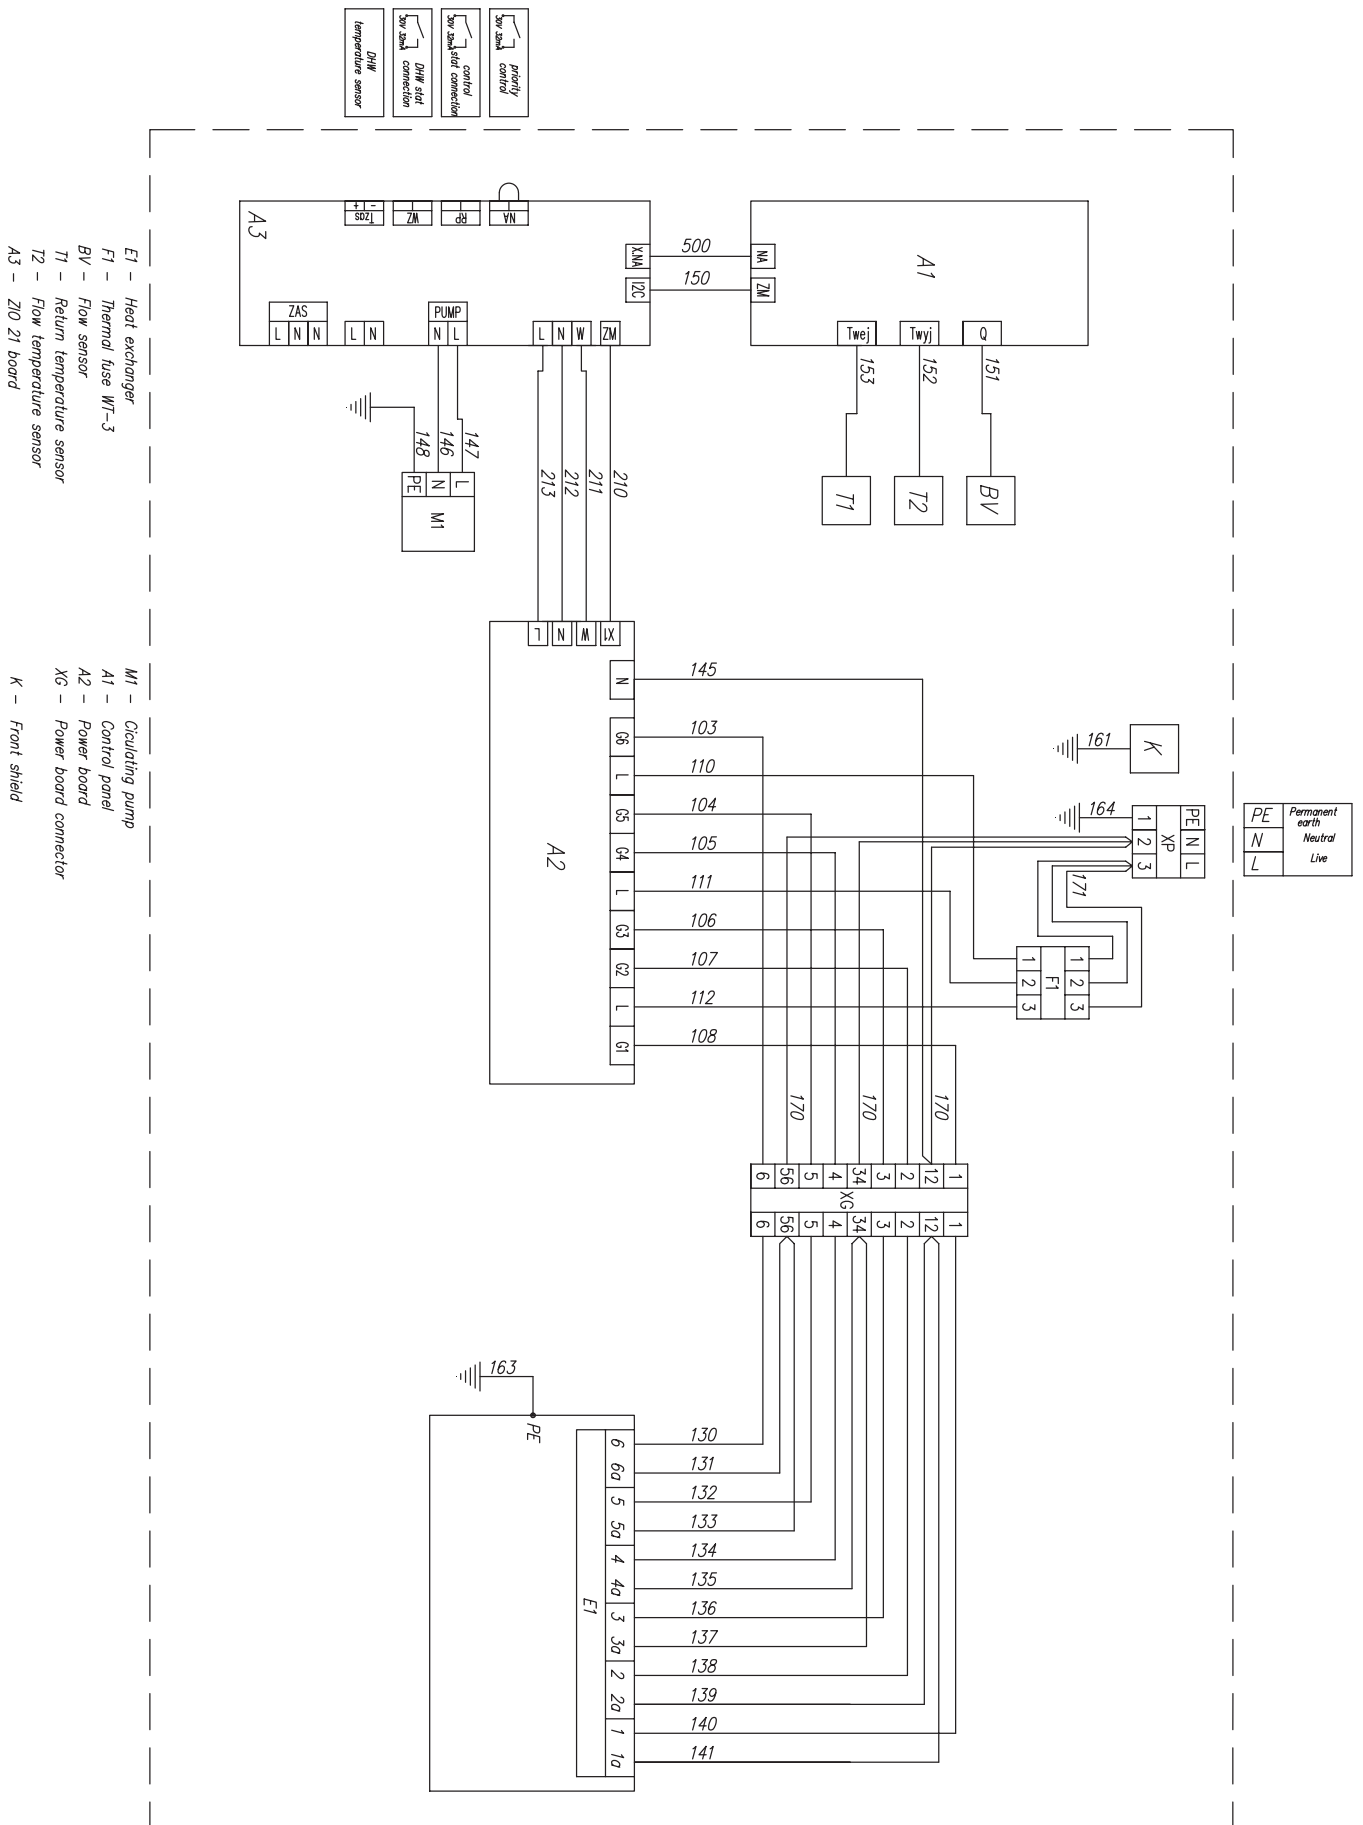 priority
control
30V 32mA
control
stat connection
30V 32mA
DHW stat
connection
30V 32mA
DHW
temperature sensor
A3
NA
RP
WZ
Tzas
- +
X.NA
I2C
ZAS
L N N
L N
PUMP
N L
L N W
ZM
500
150
NA
ZM
A1
Twej
Twyj
Q
153
152
151
T1
T2
BV
148
146
147
PE N L
M1
213
212
211
210
L N W X1
A2
N
G6
L
G5
G4
L
G3
G2
L
G1
145
103
110
104
105
111
106
107
112
108
K
161
164
PE N L
XP
1 2 3
171
1 2 3
F1
1 2 3
PE Permanent
earth
N Neutral
L Live
170
170
170
6 56 5 4 34 3 2 12 1
XG
6 56 5 4 34 3 2 12 1
163
PE
130
131
132
133
134
135
136
137
138
139
140
141
6 6a 5 5a 4 4a 3 3a 2 2a 1 1a
E1
E1 - Heat exchanger
F1 - Thermal fuse WT-3
BV - Flow sensor
T1 - Return temperature sensor
T2 - Flow temperature sensor
A3 - ZIO 21 board
M1 - Ciculating pump
A1 - Control panel
A2 - Power board
XG - Power board connector
K - Front shield